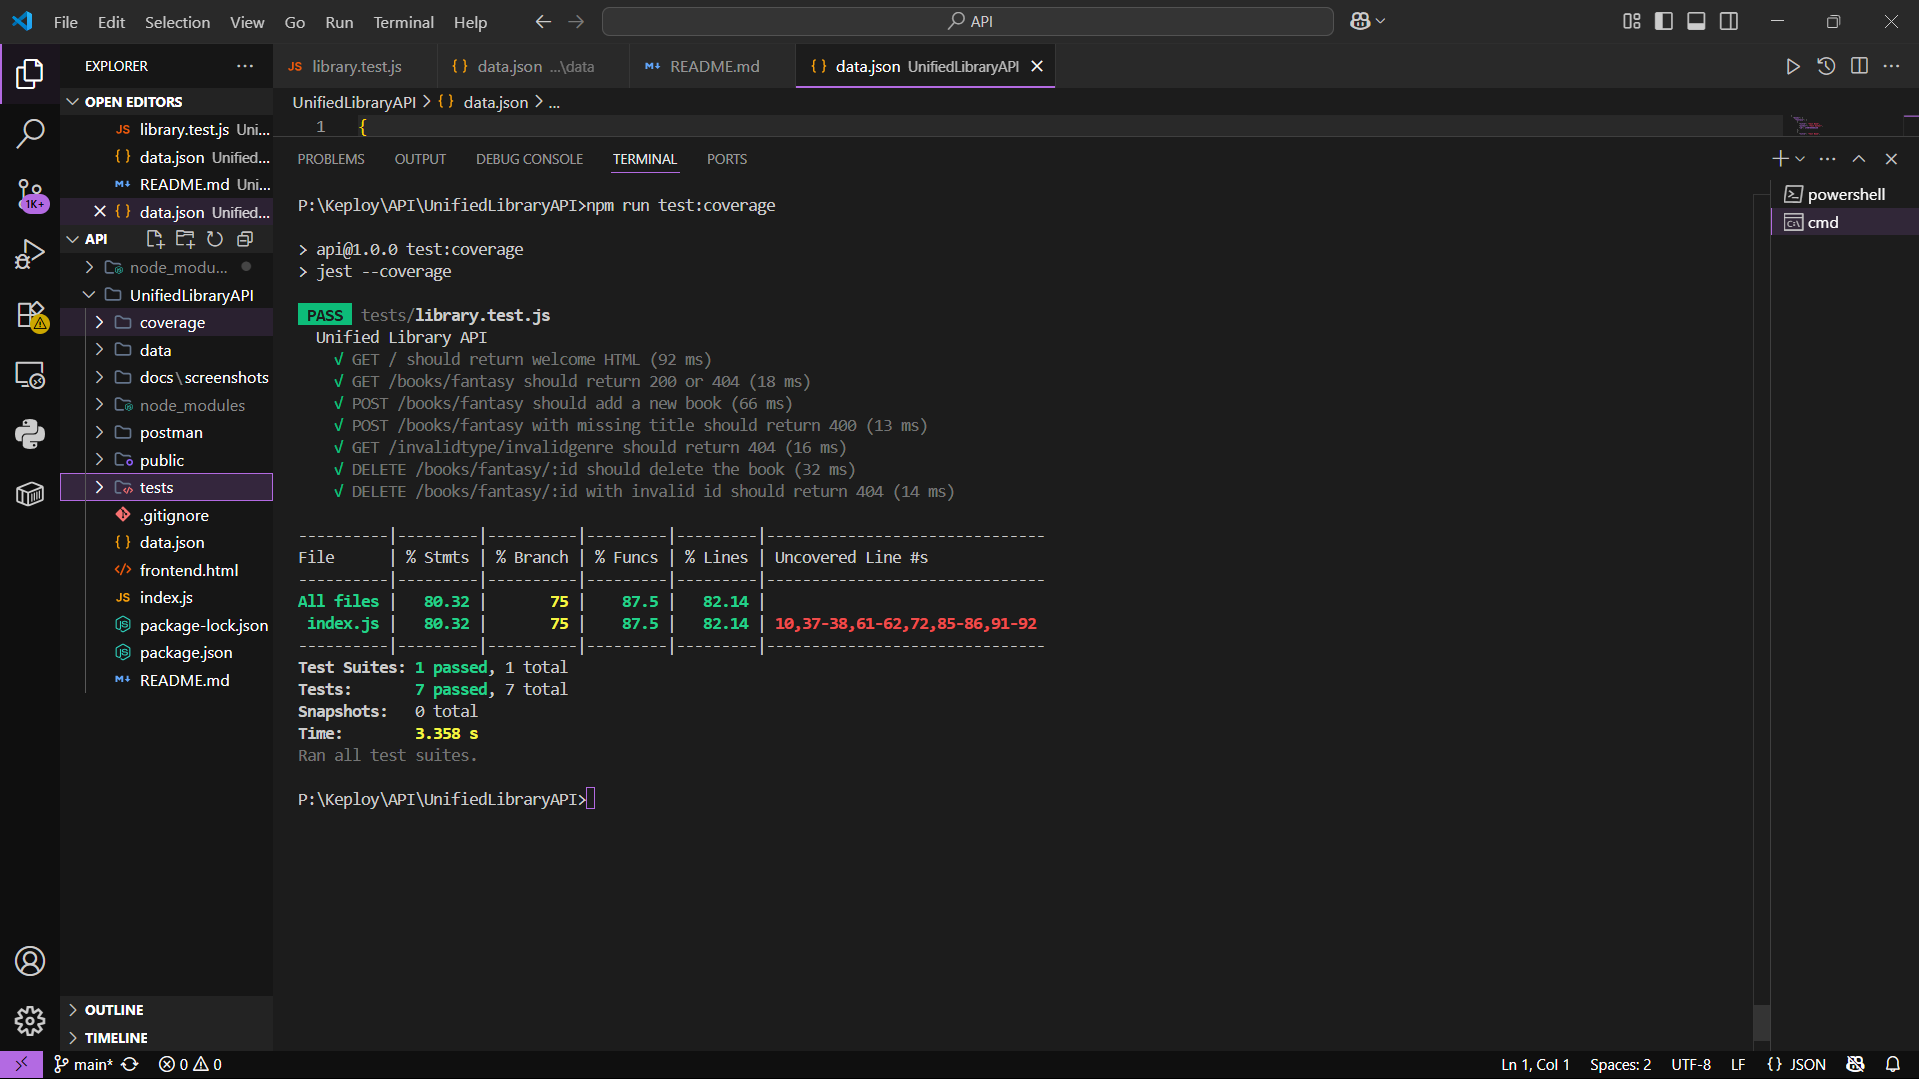 File Edit Selection View Go Run Terminal Help
API
EXPLORER
JS library.test.js
{} data.json ...\data
M↓ README.md
{} data.json UnifiedLibraryAPI
OPEN EDITORS
JS library.test.js Uni...
{} data.json Unified...
M↓ README.md Uni...
{} data.json Unified...
1K+
API
node_modu...
UnifiedLibraryAPI
coverage
data
docs\screenshots
node_modules
postman
public
tests
.gitignore
{} data.json
frontend.html
JS index.js
package-lock.json
package.json
M↓ README.md
OUTLINE
TIMELINE
UnifiedLibraryAPI > {} data.json > ...
1 {
PROBLEMS OUTPUT DEBUG CONSOLE TERMINAL PORTS
powershell
cmd
P:\Keploy\API\UnifiedLibraryAPI>npm run test:coverage
> api@1.0.0 test:coverage
> jest --coverage
PASS tests/library.test.js
Unified Library API
√ GET / should return welcome HTML (92 ms)
√ GET /books/fantasy should return 200 or 404 (18 ms)
√ POST /books/fantasy should add a new book (66 ms)
√ POST /books/fantasy with missing title should return 400 (13 ms)
√ GET /invalidtype/invalidgenre should return 404 (16 ms)
√ DELETE /books/fantasy/:id should delete the book (32 ms)
√ DELETE /books/fantasy/:id with invalid id should return 404 (14 ms)
----------|---------|----------|---------|---------|-------------------------------
File      | % Stmts | % Branch | % Funcs | % Lines | Uncovered Line #s
----------|---------|----------|---------|---------|-------------------------------
All files |   80.32 |       75 |    87.5 |   82.14 |
 index.js |   80.32 |       75 |    87.5 |   82.14 | 10,37-38,61-62,72,85-86,91-92
----------|---------|----------|---------|---------|-------------------------------
Test Suites: 1 passed, 1 total
Tests:       7 passed, 7 total
Snapshots:   0 total
Time:        3.358 s
Ran all test suites.
P:\Keploy\API\UnifiedLibraryAPI>
main* 0 0
Ln 1, Col 1 Spaces: 2 UTF-8 LF {} JSON